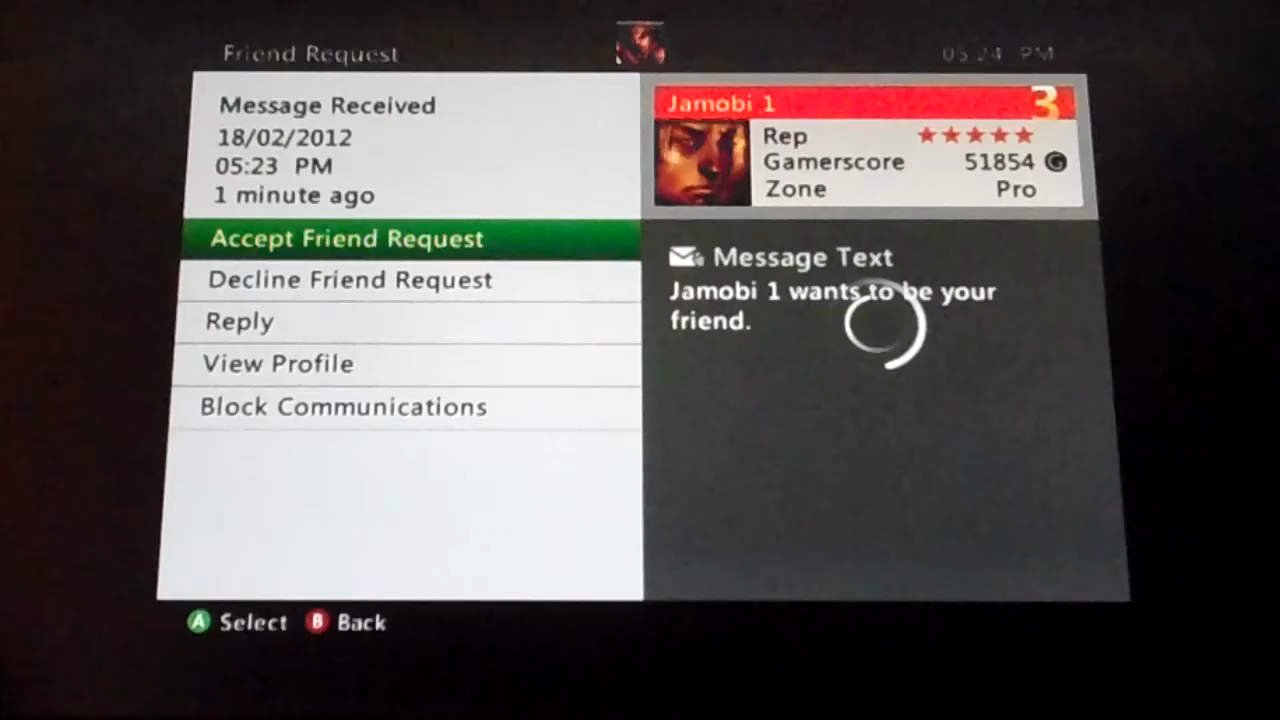 Friend Request
05:24 PM
Message Received
18/02/2012
05:23 PM
1 minute ago
Accept Friend Request
Decline Friend Request
Reply
View Profile
Block Communications
Jamobi 1
3
Rep
Gamerscore 51854 G
Zone Pro
Message Text
Jamobi 1 wants to be your
friend.
A Select B Back